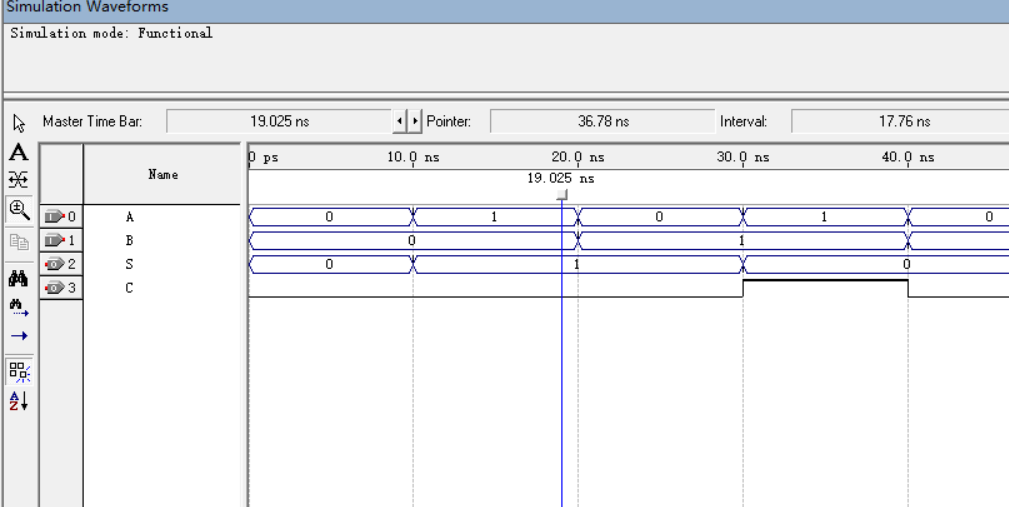 Simulation Waveforms
Simulation mode: Functional
Master Time Bar: 19.025 ns Pointer: 36.78 ns Interval: 17.76 ns
Name 0 ps 10.0 ns 20.0 ns 30.0 ns 40.0 ns
19.025 ns
0 A 0 1 0 1 0
1 B 0 1
2 S 0 1 0
3 C